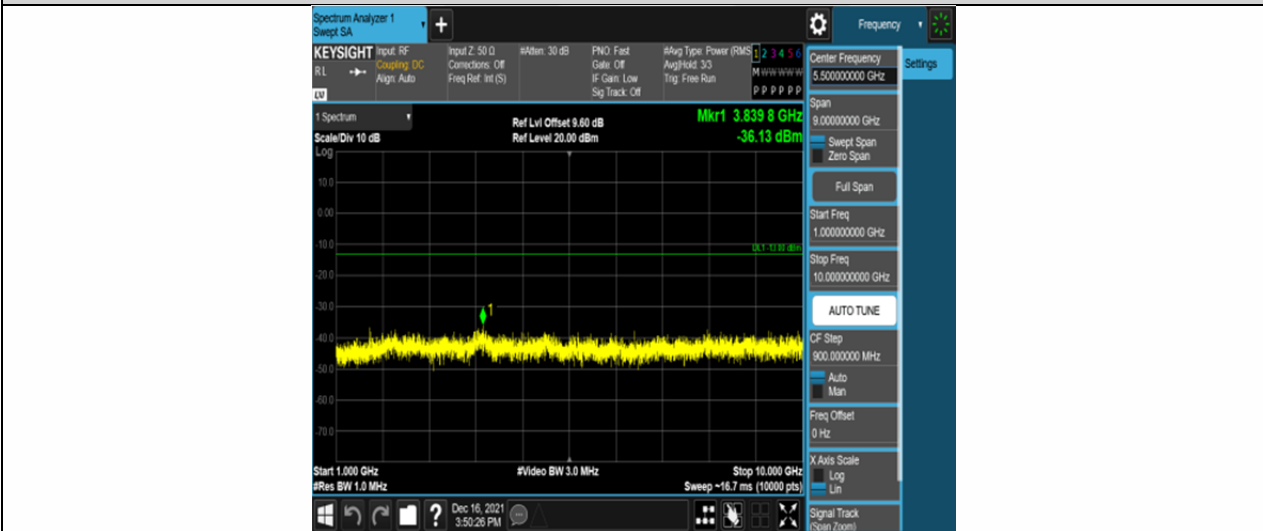 Spectrum Analyzer 1
Swept SA
+
Frequency
KEYSIGHT
RL
LV
Input: RF
Coupling: DC
Align: Auto
Input Z: 50 Ω
Corrections: Off
Freq Ref: Int (S)
#Atten: 30 dB
PNO: Fast
Gate: Off
IF Gain: Low
Sig Track: Off
#Avg Type: Power (RMS
Avg|Hold: 3/3
Trig: Free Run
1 2 3 4 5 6
M W W W W W
P P P P P P
1 Spectrum
Scale/Div 10 dB
Log
Ref Lvl Offset 9.60 dB
Ref Level 20.00 dBm
Mkr1 3.839 8 GHz
-36.13 dBm
10.0
0.00
-10.0
DL1 -13.00 dBm
-20.0
-30.0
1
-40.0
-50.0
-60.0
-70.0
Start 1.000 GHz
#Res BW 1.0 MHz
#Video BW 3.0 MHz
Stop 10.000 GHz
Sweep ~16.7 ms (10000 pts)
?
Dec 16, 2021
3:50:26 PM
Center Frequency
5.500000000 GHz
Settings
Span
9.00000000 GHz
Swept Span
Zero Span
Full Span
Start Freq
1.000000000 GHz
Stop Freq
10.000000000 GHz
AUTO TUNE
CF Step
900.000000 MHz
Auto
Man
Freq Offset
0 Hz
X Axis Scale
Log
Lin
Signal Track
(Span Zoom)